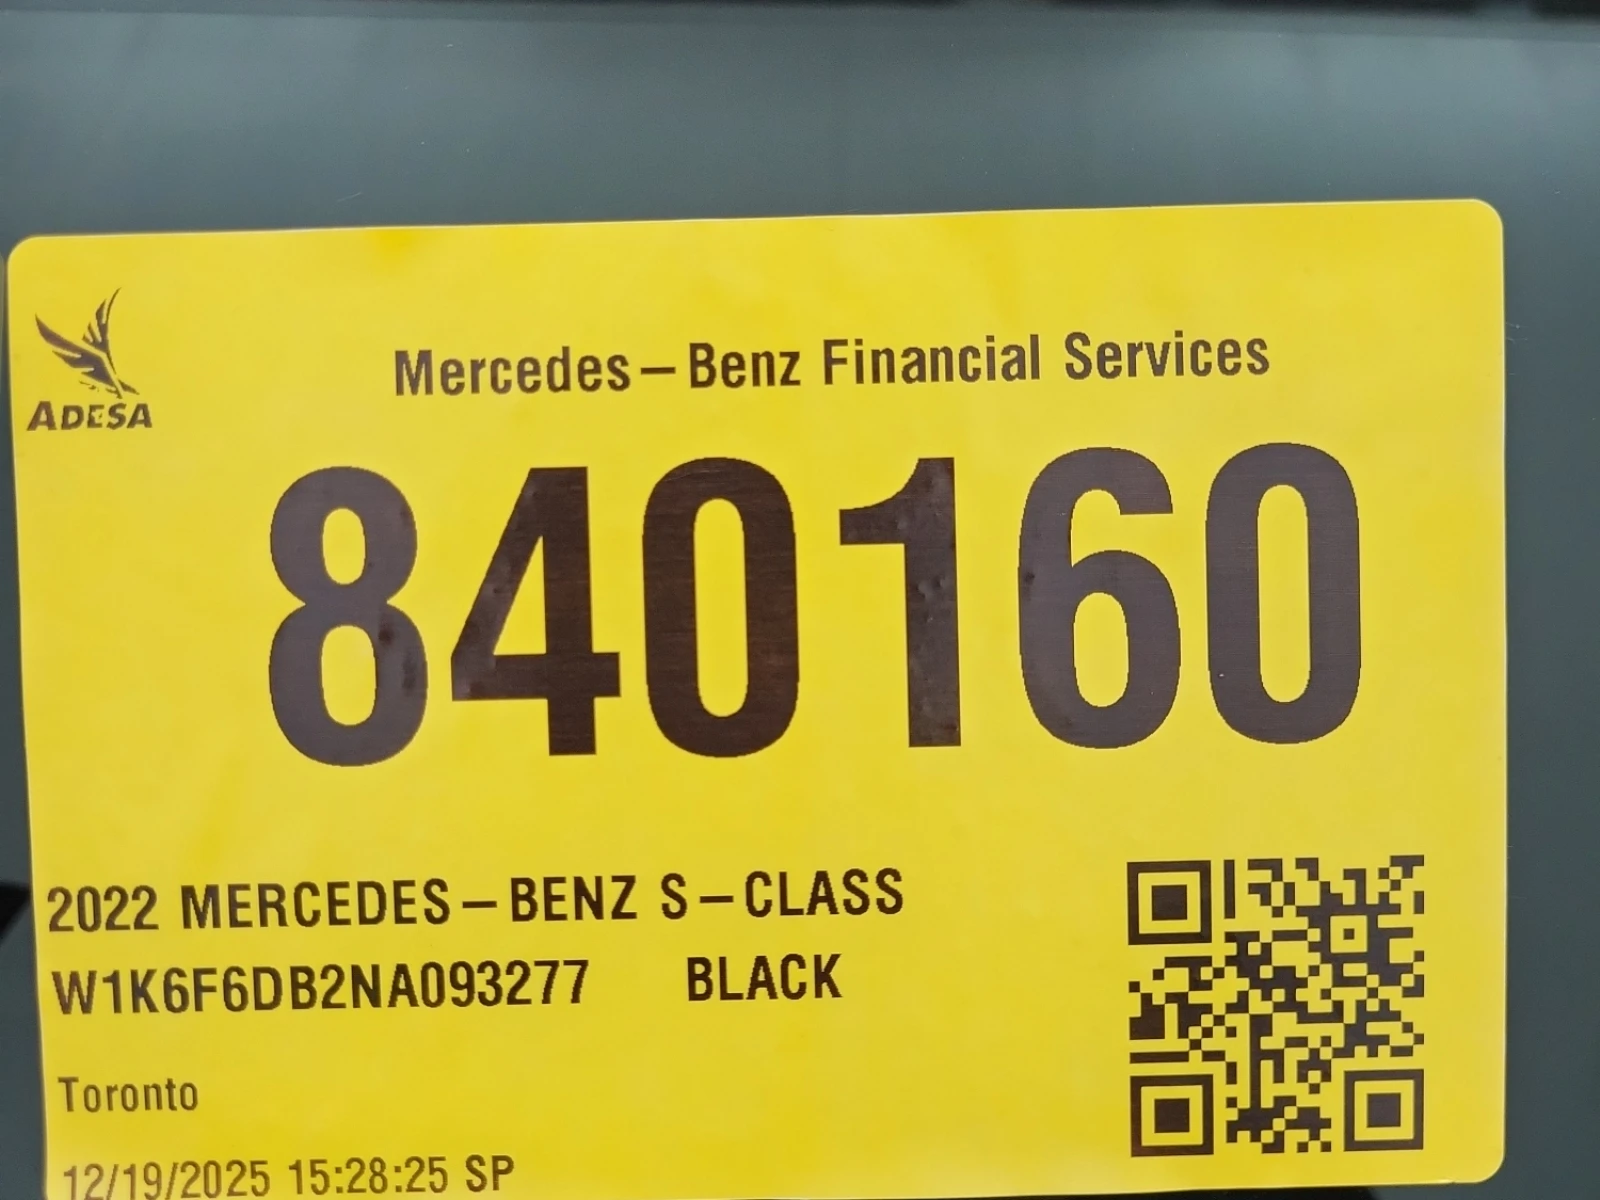 ADESA
Mercedes-Benz Financial Services
840160
2022 MERCEDES-BENZ S-CLASS
W1K6F6DB2NA093277 BLACK
Toronto
12/19/2025 15:28:25 SP